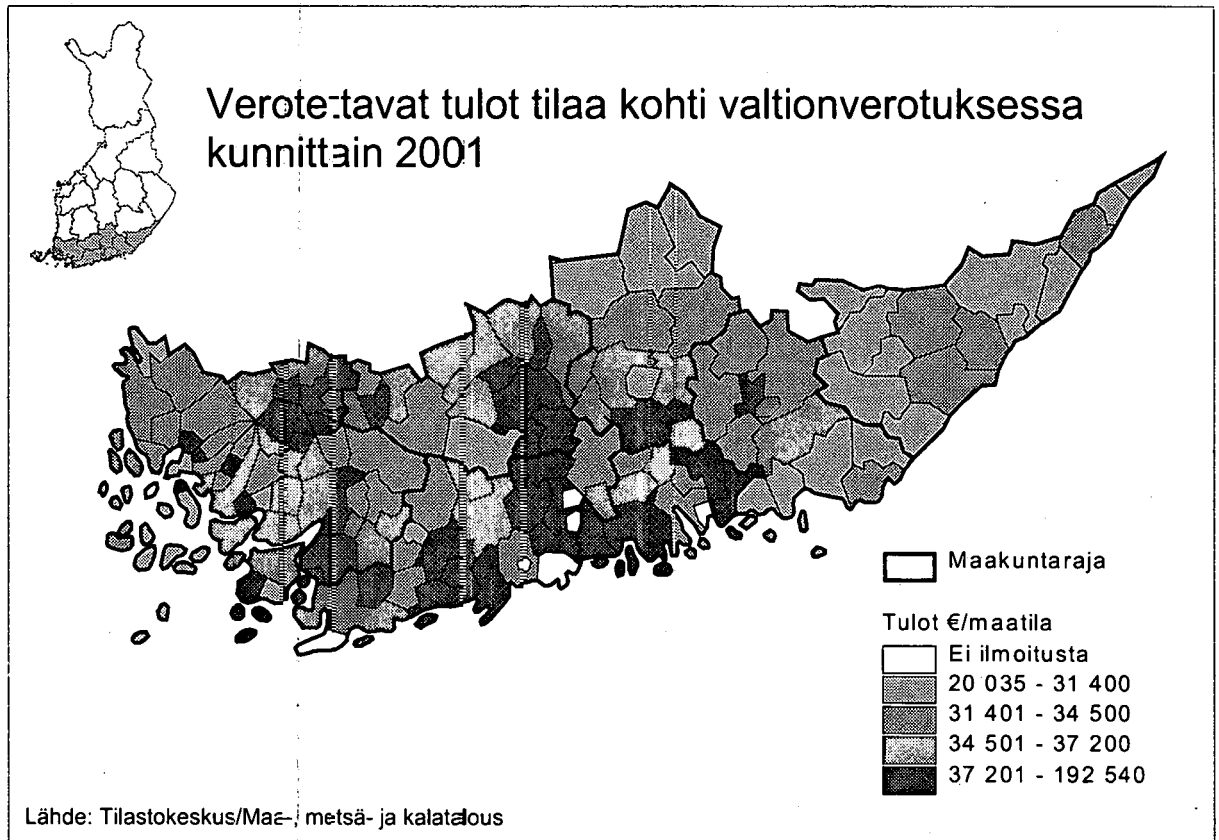 Verotettavat tulot tilaa kohti valtionverotuksessa
kunnittain 2001
Maakuntaraja
Tulot €/maatila
Ei ilmoitusta
20 035 - 31 400
31 401 - 34 500
34 501 - 37 200
37 201 - 192 540
Lähde: Tilastokeskus/Maa-, metsä- ja kalatalous